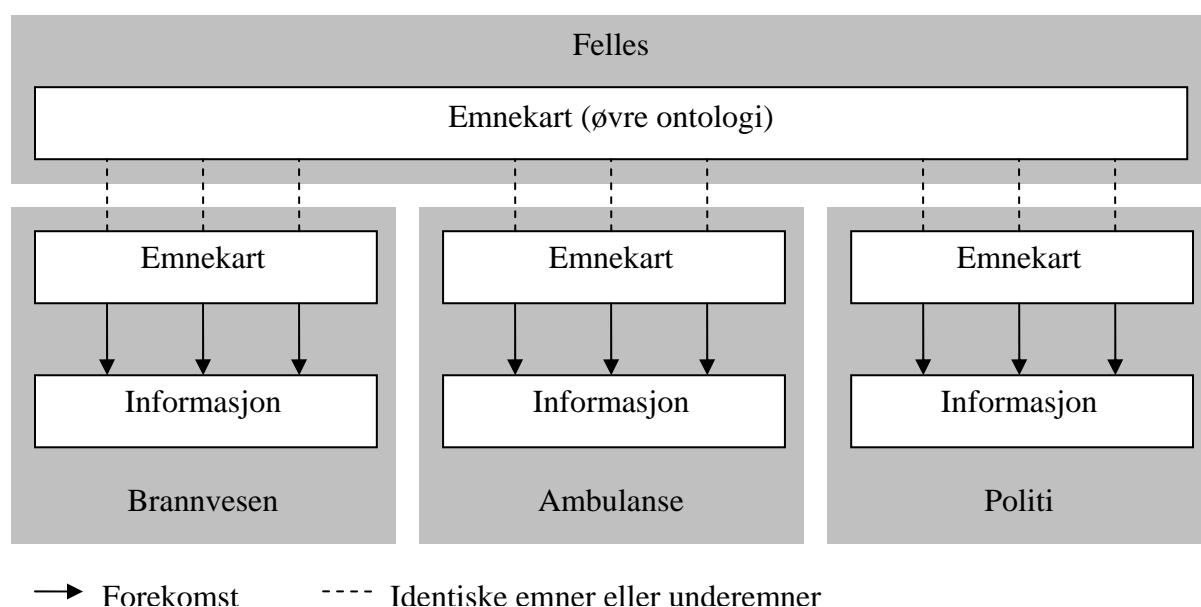 Felles
Emnekart (øvre ontologi)
Emnekart
Emnekart
Emnekart
Informasjon
Informasjon
Informasjon
Brannvesen
Ambulanse
Politi
Forekomst
Identiske emner eller underemner